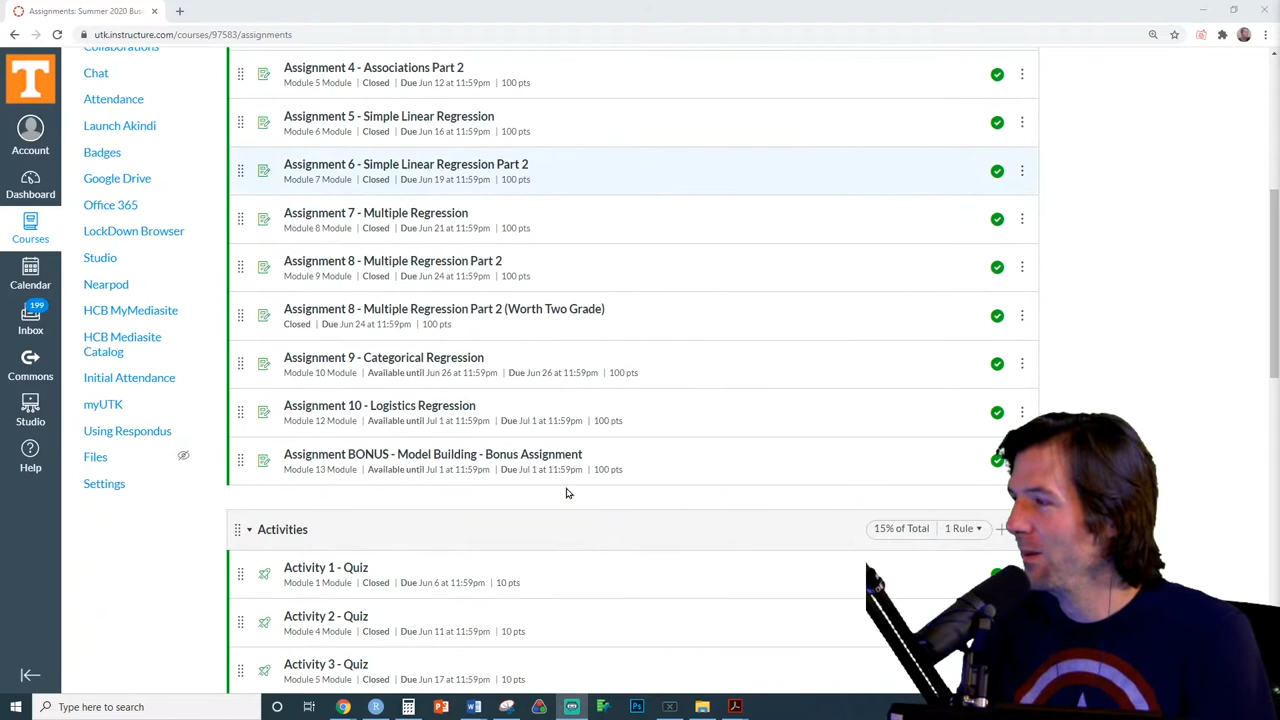 Assignments: Summer 2020 Busi
utk.instructure.com/courses/97583/assignments
Collaborations
Chat
Attendance
Launch Akindi
Badges
Google Drive
Office 365
LockDown Browser
Studio
Nearpod
HCB MyMediasite
HCB Mediasite
Catalog
Initial Attendance
myUTK
Using Respondus
Files
Settings
T
Account
Dashboard
Courses
Calendar
199
Inbox
Commons
Studio
Help
Assignment 4 - Associations Part 2
Module 5 Module | Closed | Due Jun 12 at 11:59pm | 100 pts
Assignment 5 - Simple Linear Regression
Module 6 Module | Closed | Due Jun 16 at 11:59pm | 100 pts
Assignment 6 - Simple Linear Regression Part 2
Module 7 Module | Closed | Due Jun 19 at 11:59pm | 100 pts
Assignment 7 - Multiple Regression
Module 8 Module | Closed | Due Jun 21 at 11:59pm | 100 pts
Assignment 8 - Multiple Regression Part 2
Module 9 Module | Closed | Due Jun 24 at 11:59pm | 100 pts
Assignment 8 - Multiple Regression Part 2 (Worth Two Grade)
Closed | Due Jun 24 at 11:59pm | 100 pts
Assignment 9 - Categorical Regression
Module 10 Module | Available until Jun 26 at 11:59pm | Due Jun 26 at 11:59pm | 100 pts
Assignment 10 - Logistics Regression
Module 12 Module | Available until Jul 1 at 11:59pm | Due Jul 1 at 11:59pm | 100 pts
Assignment BONUS - Model Building - Bonus Assignment
Module 13 Module | Available until Jul 1 at 11:59pm | Due Jul 1 at 11:59pm | 100 pts
Activities
15% of Total | 1 Rule
Activity 1 - Quiz
Module 1 Module | Closed | Due Jun 6 at 11:59pm | 10 pts
Activity 2 - Quiz
Module 4 Module | Closed | Due Jun 11 at 11:59pm | 10 pts
Activity 3 - Quiz
Module 5 Module | Closed | Due Jun 17 at 11:59pm | 10 pts
Type here to search